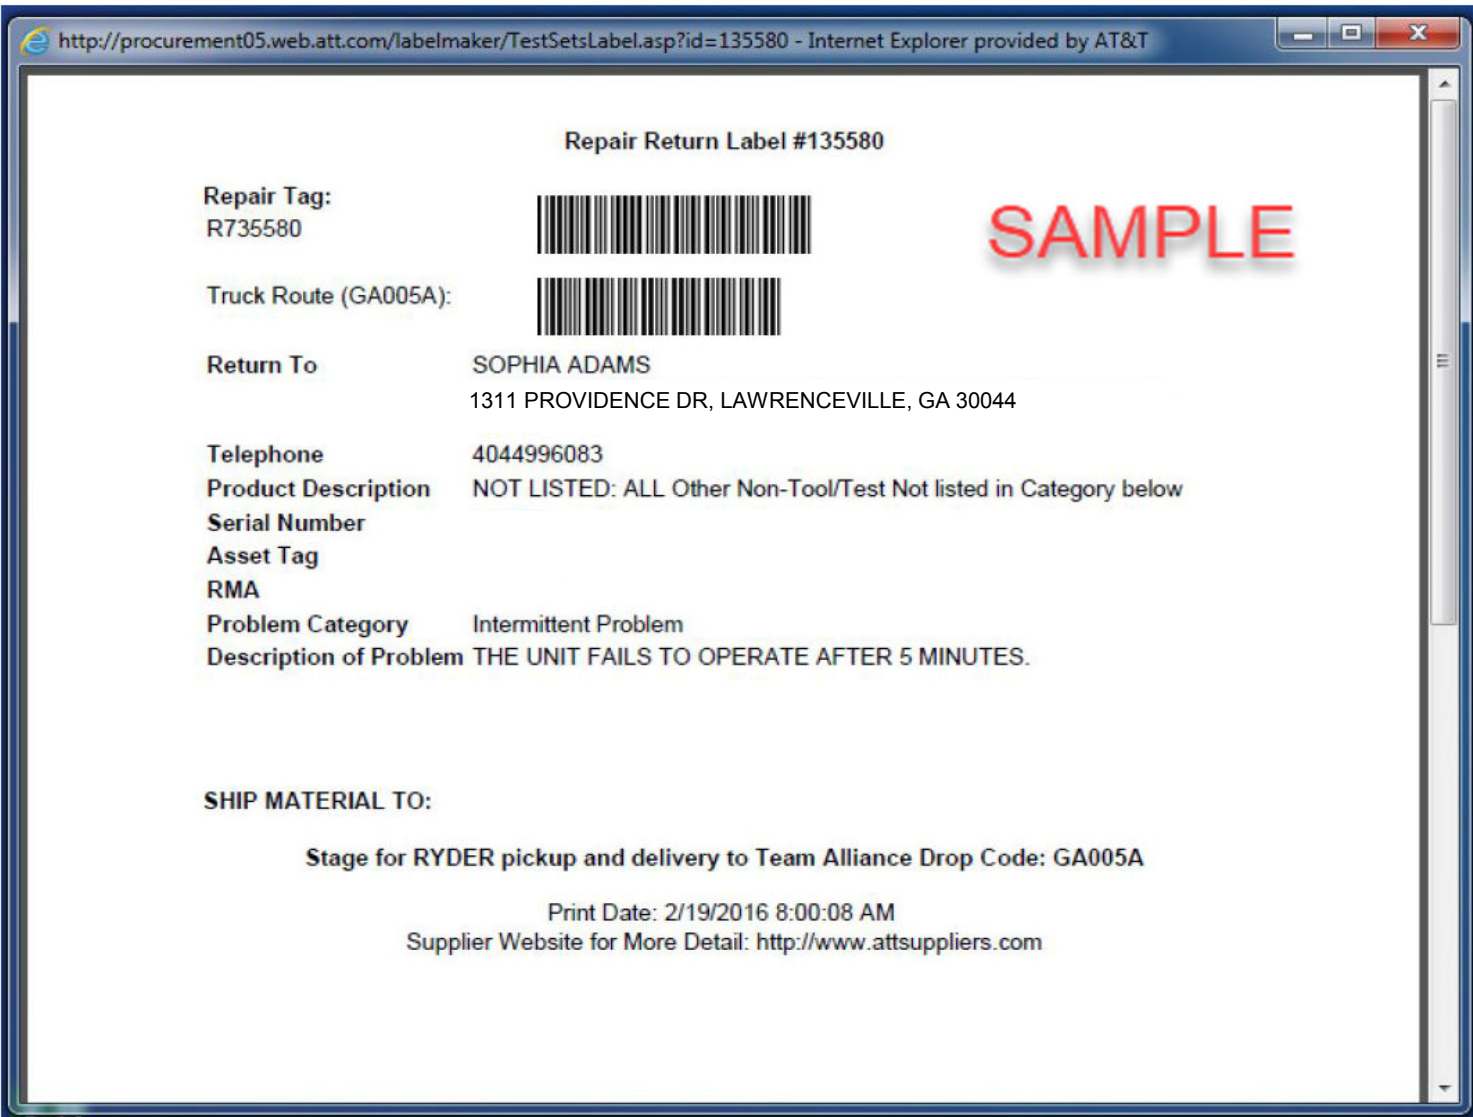 http://procurement05.web.att.com/labelmaker/TestSetsLabel.asp?id=135580 - Internet Explorer provided by AT&T
Repair Return Label #135580
Repair Tag:
R735580
SAMPLE
Truck Route (GA005A):
Return To SOPHIA ADAMS
1311 PROVIDENCE DR, LAWRENCEVILLE, GA 30044
Telephone 4044996083
Product Description NOT LISTED: ALL Other Non-Tool/Test Not listed in Category below
Serial Number
Asset Tag
RMA
Problem Category Intermittent Problem
Description of Problem THE UNIT FAILS TO OPERATE AFTER 5 MINUTES.
SHIP MATERIAL TO:
Stage for RYDER pickup and delivery to Team Alliance Drop Code: GA005A
Print Date: 2/19/2016 8:00:08 AM
Supplier Website for More Detail: http://www.attsuppliers.com